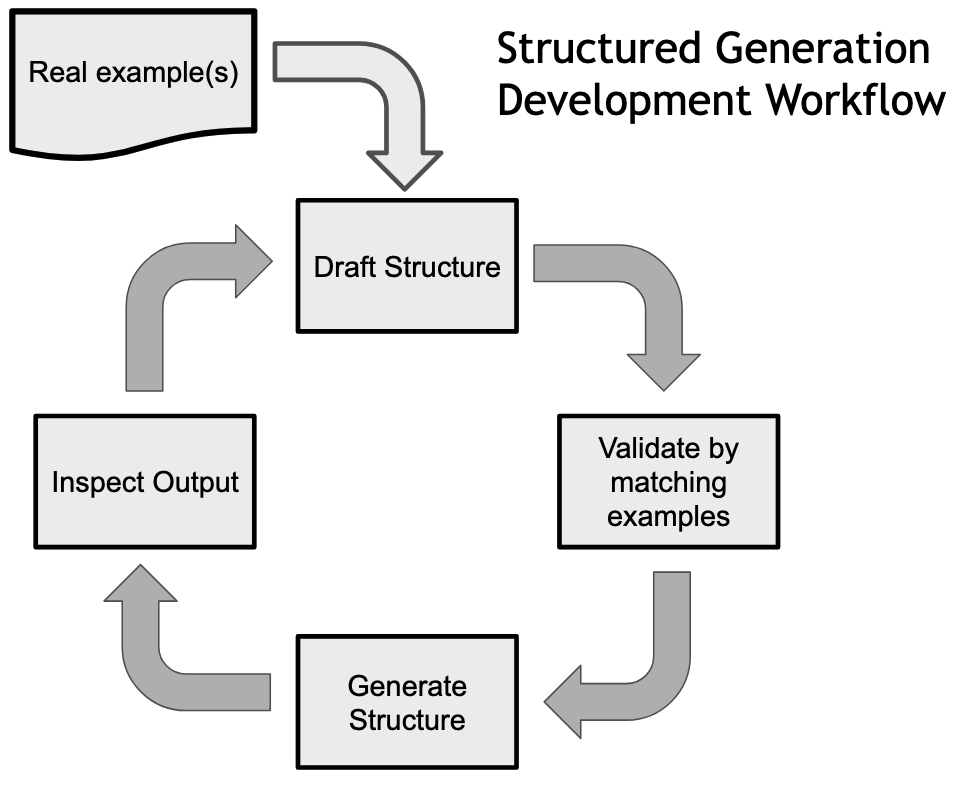 Real example(s)
Structured Generation
Development Workflow
Draft Structure
Validate by
matching
examples
Inspect Output
Generate
Structure